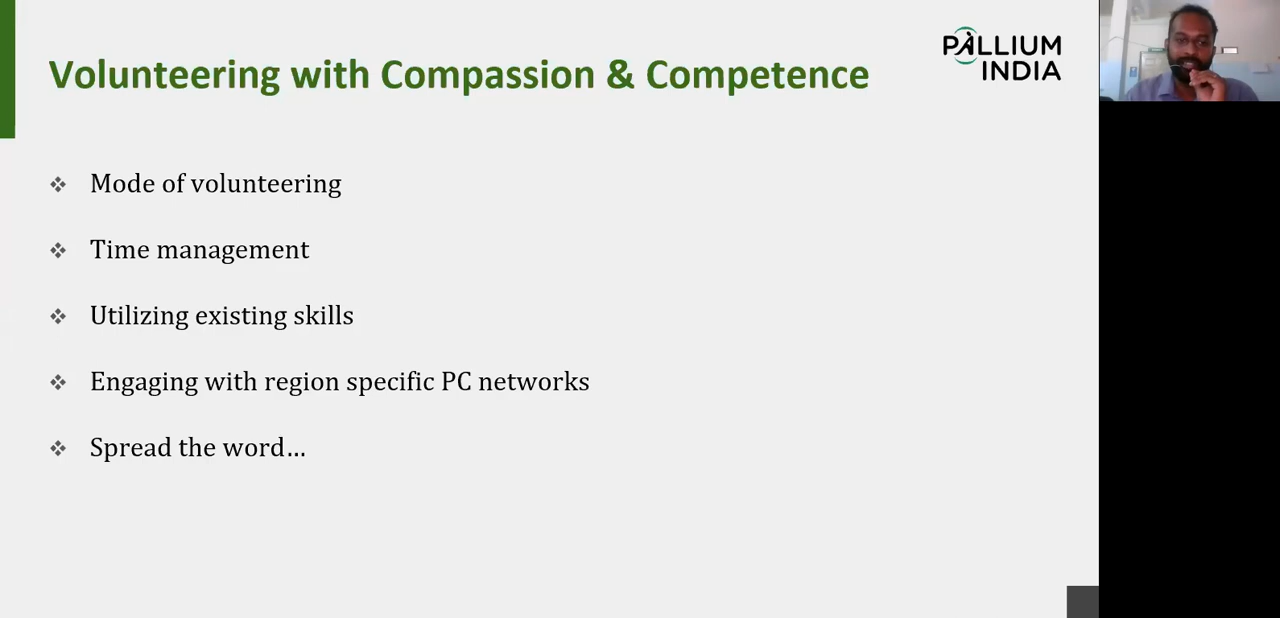 Volunteering with Compassion & Competence
PALLIUM
INDIA
❖ Mode of volunteering
❖ Time management
❖ Utilizing existing skills
❖ Engaging with region specific PC networks
❖ Spread the word…